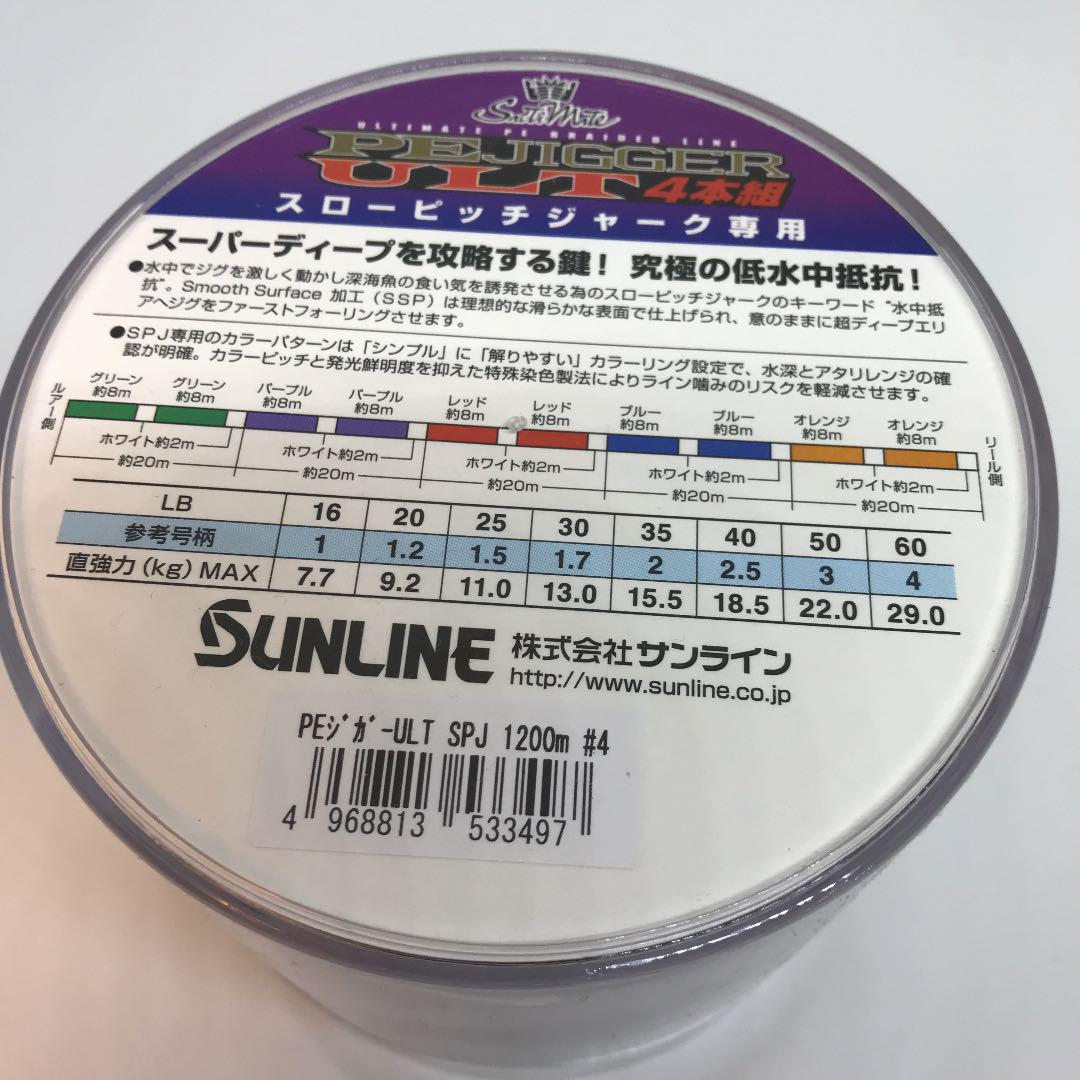 SaltiMate
ULTIMATE PE BRAIDED LINE
PEJIGGER
ULT 4本組
スローピッチジャーク専用
スーパーディープを攻略する鍵！ 究極の低水中抵抗！
●水中でジグを激しく動かし深海魚の食い気を誘発させる為のスローピッチジャークのキーワード“水中抵
抗”。Smooth Surface 加工（SSP）は理想的な滑らかな表面で仕上げられ、意のままに超ディープエリ
アへジグをファーストフォーリングさせます。
●SPJ専用のカラーパターンは「シンプル」に「解りやすい」カラーリング設定で、水深とアタリレンジの確
認が明確。カラーピッチと発光鮮明度を抑えた特殊染色製法によりライン噛みのリスクを軽減させます。
ルアー側
グリーン グリーン パープル パープル レッド レッド ブルー ブルー オレンジ オレンジ
約8m 約8m 約8m 約8m 約8m 約8m 約8m 約8m 約8m 約8m
リール側
ホワイト約2m ホワイト約2m ホワイト約2m ホワイト約2m ホワイト約2m
約20m 約20m 約20m 約20m 約20m
LB 16 20 25 30 35 40 50 60
参考号柄 1 1.2 1.5 1.7 2 2.5 3 4
直強力(kg)MAX 7.7 9.2 11.0 13.0 15.5 18.5 22.0 29.0
SUNLINE 株式会社サンライン
http://www.sunline.co.jp
PEｼﾞｶﾞｰULT SPJ 1200m #4
4 968813 533497